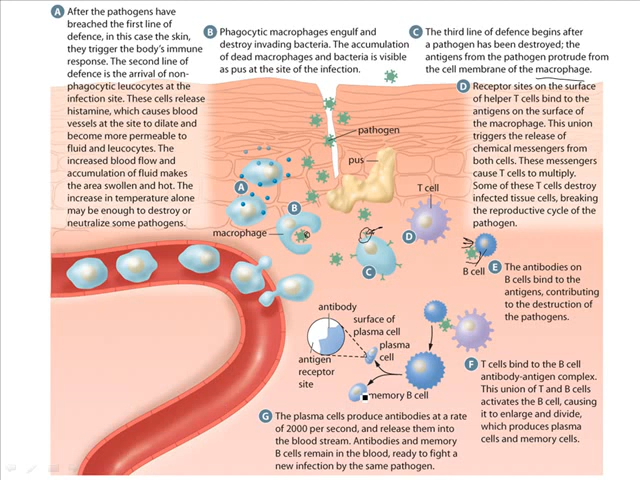 A After the pathogens have
breached the first line of
defence, in this case the skin,
they trigger the body's immune
response. The second line of
defence is the arrival of non-
phagocytic leucocytes at the
infection site. These cells release
histamine, which causes blood
vessels at the site to dilate and
become more permeable to
fluid and leucocytes. The
increased blood flow and
accumulation of fluid makes
the area swollen and hot. The
increase in temperature alone
may be enough to destroy or
neutralize some pathogens.
B Phagocytic macrophages engulf and
destroy invading bacteria. The accumulation
of dead macrophages and bacteria is visible
as pus at the site of the infection.
C The third line of defence begins after
a pathogen has been destroyed; the
antigens from the pathogen protrude from
the cell membrane of the macrophage.
D Receptor sites on the surface
of helper T cells bind to the
antigens on the surface of
the macrophage. This union
triggers the release of
chemical messengers from
both cells. These messengers
cause T cells to multiply.
Some of these T cells destroy
infected tissue cells, breaking
the reproductive cycle of the
pathogen.
pathogen
pus
A
B
macrophage
T cell
D
C
B cell
E The antibodies on
B cells bind to the
antigens, contributing
to the destruction of
the pathogens.
antibody
surface of
plasma cell
plasma
cell
antigen
receptor
site
memory B cell
F T cells bind to the B cell
antibody-antigen complex.
This union of T and B cells
activates the B cell, causing
it to enlarge and divide,
which produces plasma
cells and memory cells.
G The plasma cells produce antibodies at a rate
of 2000 per second, and release them into
the blood stream. Antibodies and memory
B cells remain in the blood, ready to fight a
new infection by the same pathogen.